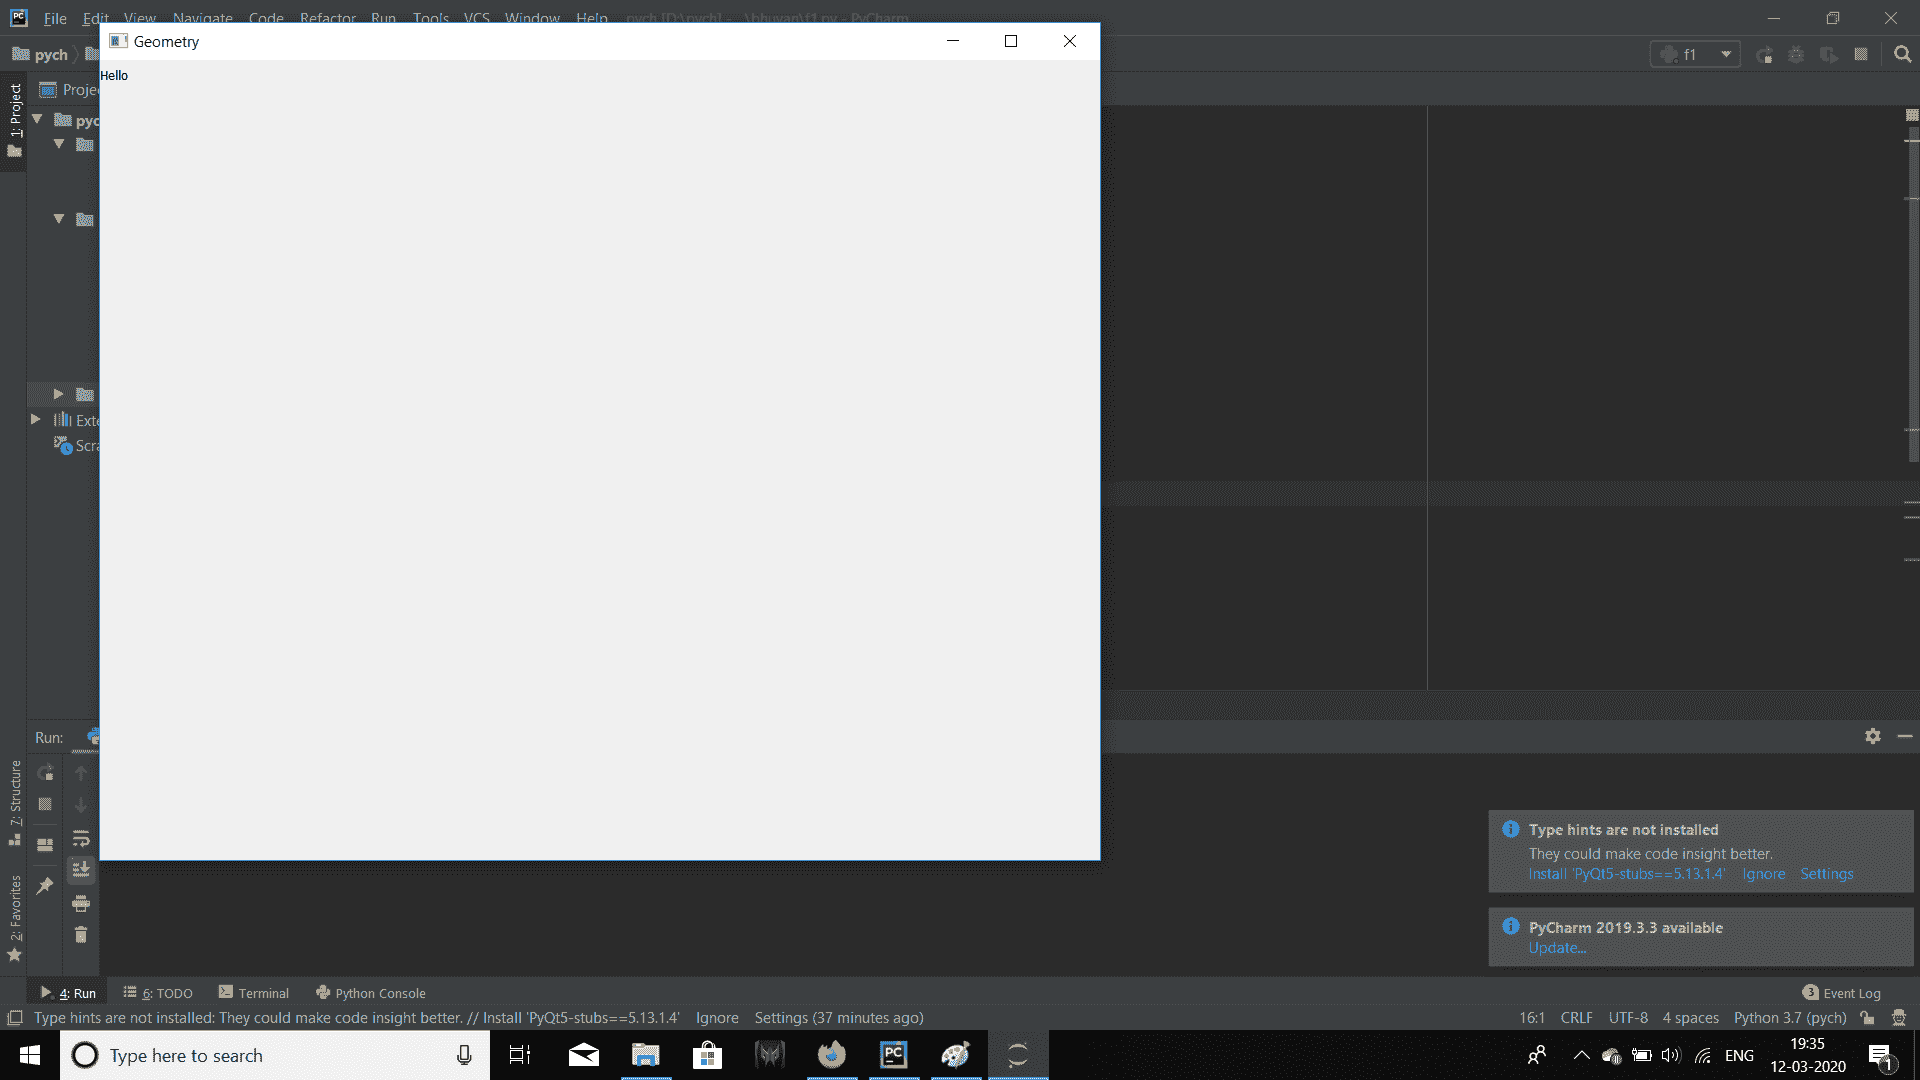 File Edit View Navigate Code Refactor Run Tools VCS Window Help pych [D:\pych] - ...\bhuvan\f1.py - PyCharm
Geometry
pych
f1
Hello
1: Project
Proje
pyc
Exte
Scra
Run:
7: Structure
2: Favorites
Type hints are not installed
They could make code insight better.
Install 'PyQt5-stubs==5.13.1.4' Ignore Settings
PyCharm 2019.3.3 available
Update...
4: Run 6: TODO Terminal Python Console 3 Event Log
Type hints are not installed: They could make code insight better. // Install 'PyQt5-stubs==5.13.1.4' Ignore Settings (37 minutes ago) 16:1 CRLF UTF-8 4 spaces Python 3.7 (pych)
Type here to search
PC
ENG
19:35
12-03-2020
1